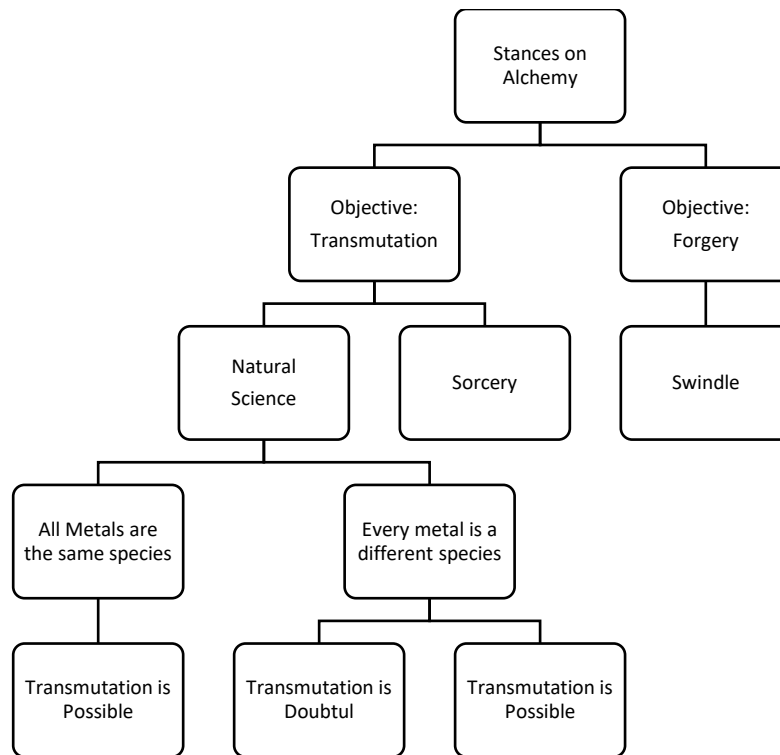 Stances on
Alchemy
Objective:
Transmutation
Objective:
Forgery
Natural
Science
Sorcery
Swindle
All Metals are
the same species
Every metal is a
different species
Transmutation is
Possible
Transmutation is
Doubtul
Transmutation is
Possible